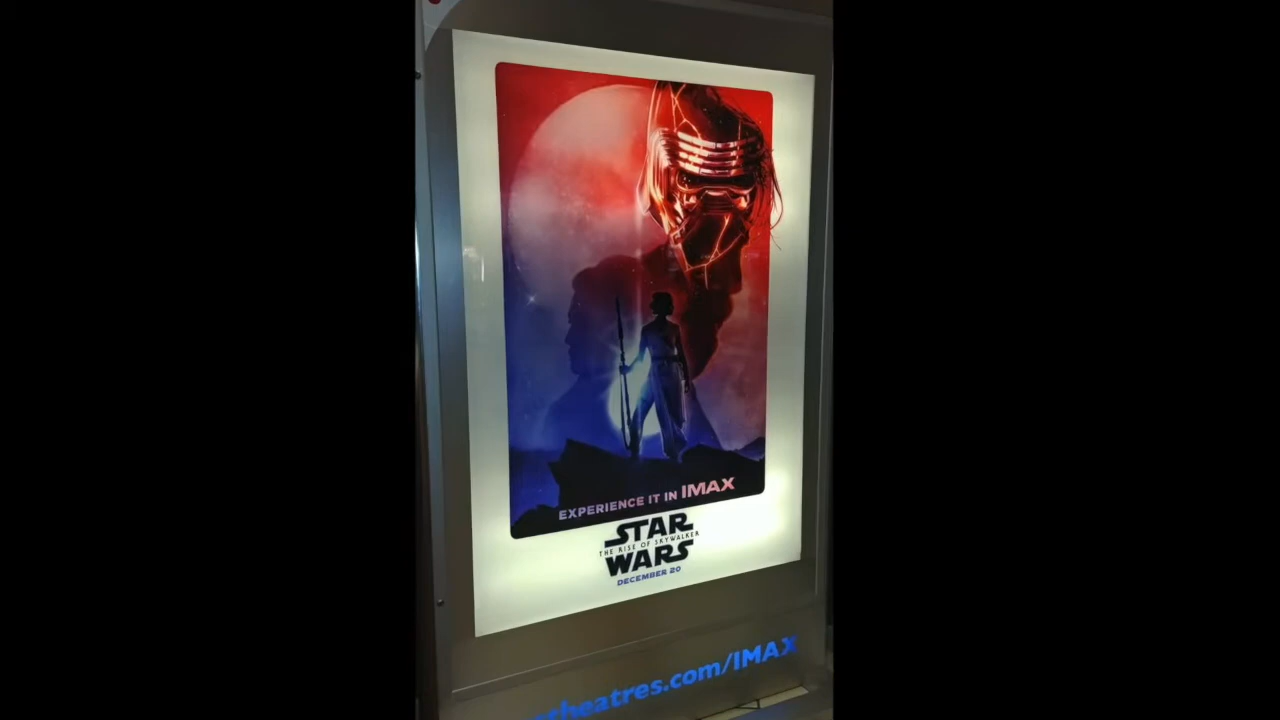 EXPERIENCE IT IN IMAX
STAR
THE RISE OF SKYWALKER
WARS
DECEMBER 20
theatres.com/IMAX